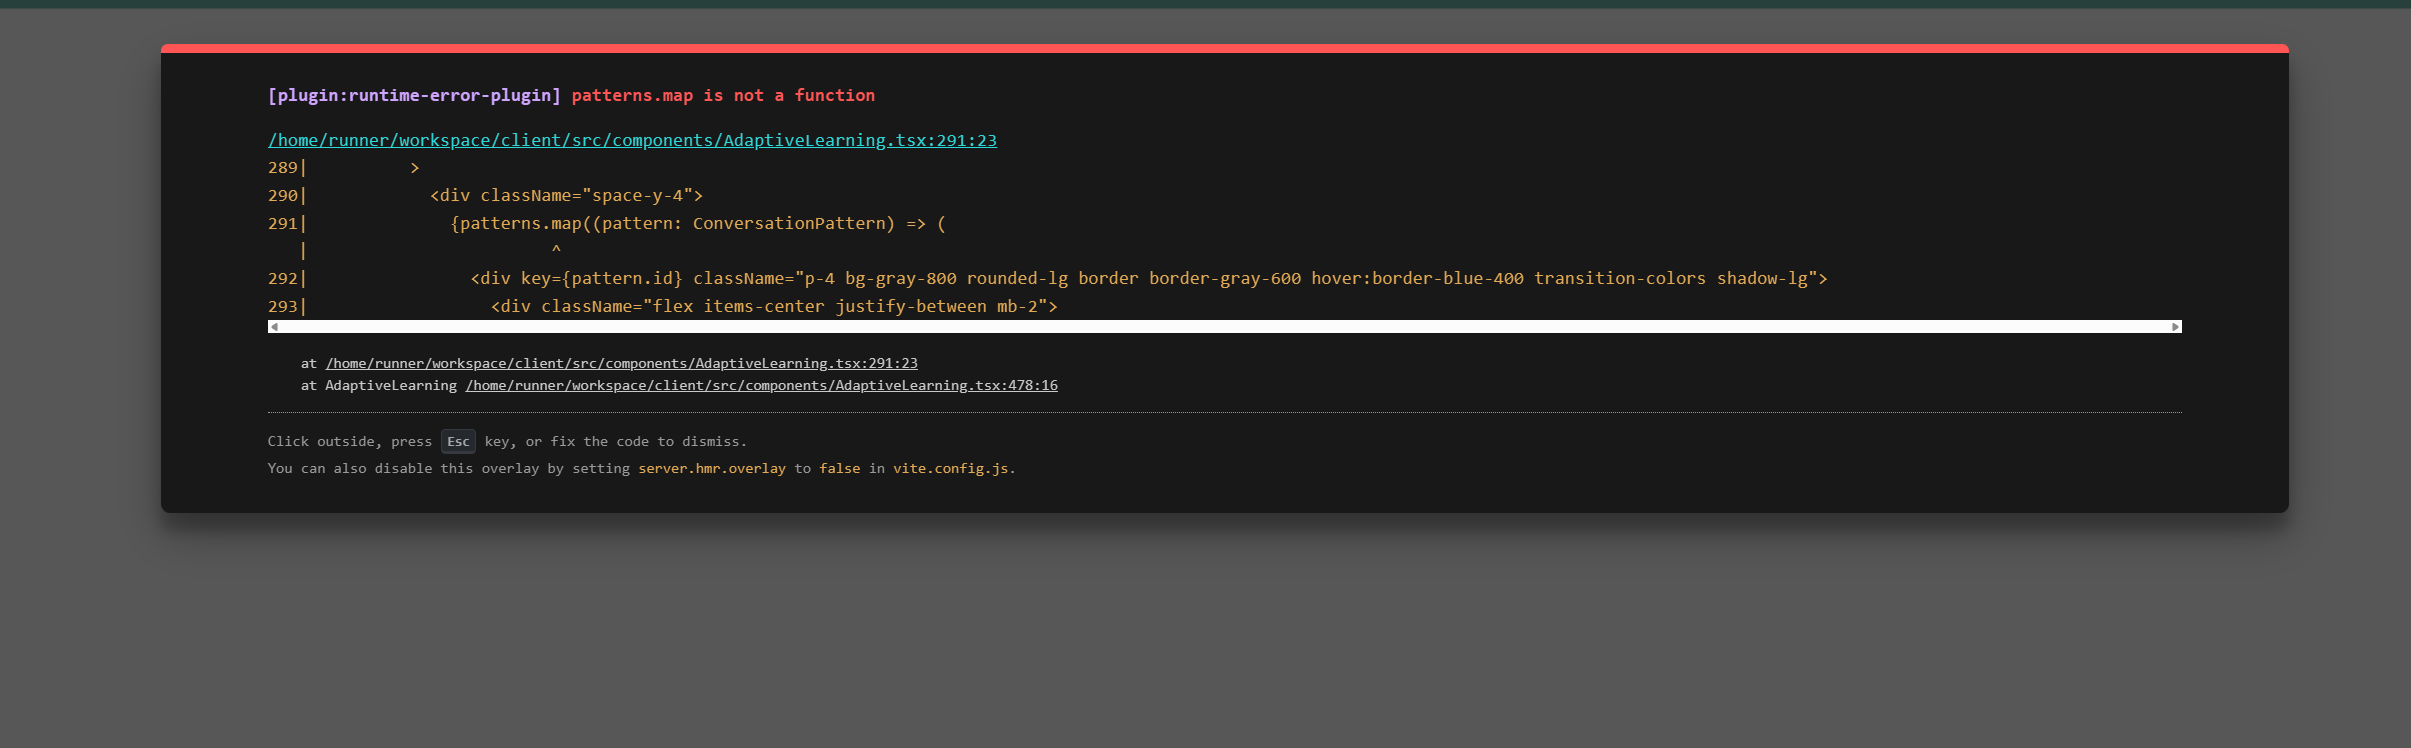 [plugin:runtime-error-plugin] patterns.map is not a function
/home/runner/workspace/client/src/components/AdaptiveLearning.tsx:291:23
289|          >
290|            <div className="space-y-4">
291|              {patterns.map((pattern: ConversationPattern) => (
   |                        ^
292|                <div key={pattern.id} className="p-4 bg-gray-800 rounded-lg border border-gray-600 hover:border-blue-400 transition-colors shadow-lg">
293|                  <div className="flex items-center justify-between mb-2">
at /home/runner/workspace/client/src/components/AdaptiveLearning.tsx:291:23
at AdaptiveLearning /home/runner/workspace/client/src/components/AdaptiveLearning.tsx:478:16
Click outside, press Esc key, or fix the code to dismiss.
You can also disable this overlay by setting server.hmr.overlay to false in vite.config.js.